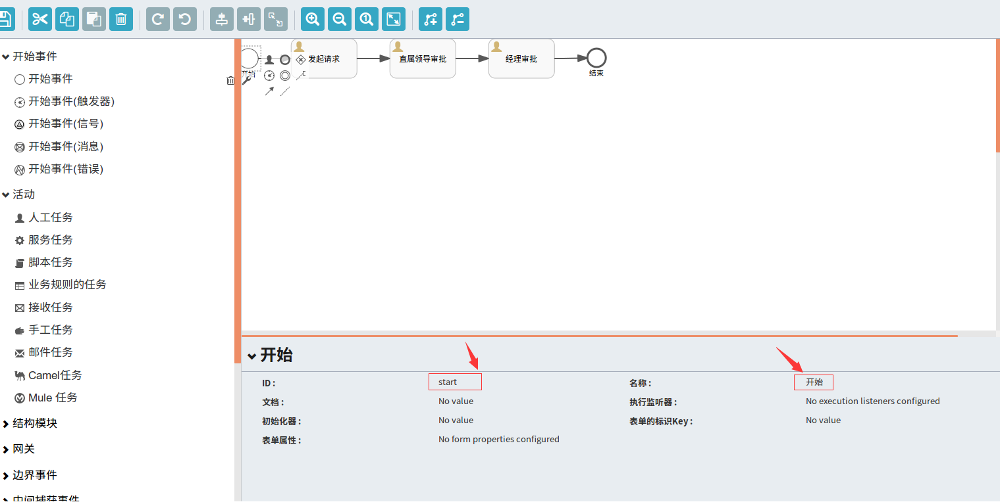 开始事件
开始事件
开始事件(触发器)
开始事件(信号)
开始事件(消息)
开始事件(错误)
活动
人工任务
服务任务
脚本任务
业务规则的任务
接收任务
手工任务
邮件任务
Camel任务
Mule 任务
结构模块
网关
边界事件
中间捕获事件
开始
发起请求
直属领导审批
经理审批
结束
开始
ID : start 名称 : 开始
文档 : No value 执行监听器 : No execution listeners configured
初始化器 : No value 表单的标识Key : No value
表单属性 : No form properties configured